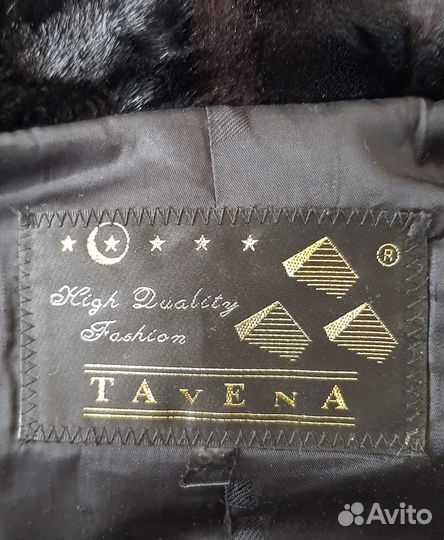 ®
High Quality
Fashion
TAVENA
Avito